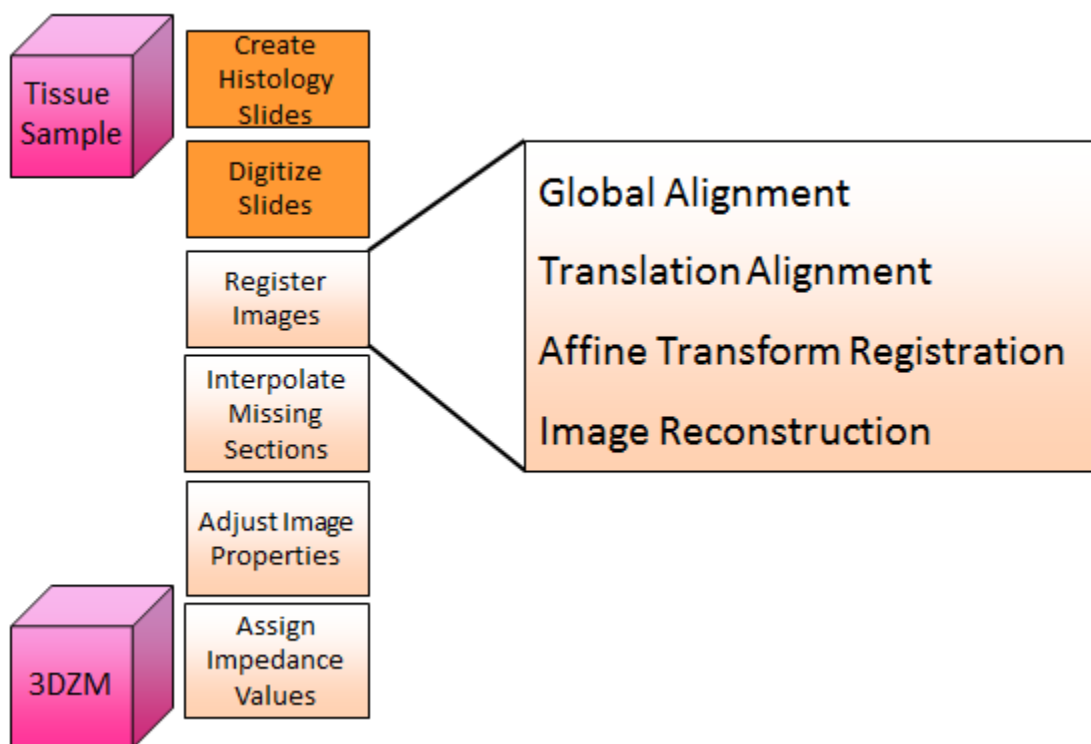 Tissue
Sample
Create
Histology
Slides
Digitize
Slides
Register
Images
Interpolate
Missing
Sections
Adjust Image
Properties
Assign
Impedance
Values
3DZM
Global Alignment
Translation Alignment
Affine Transform Registration
Image Reconstruction